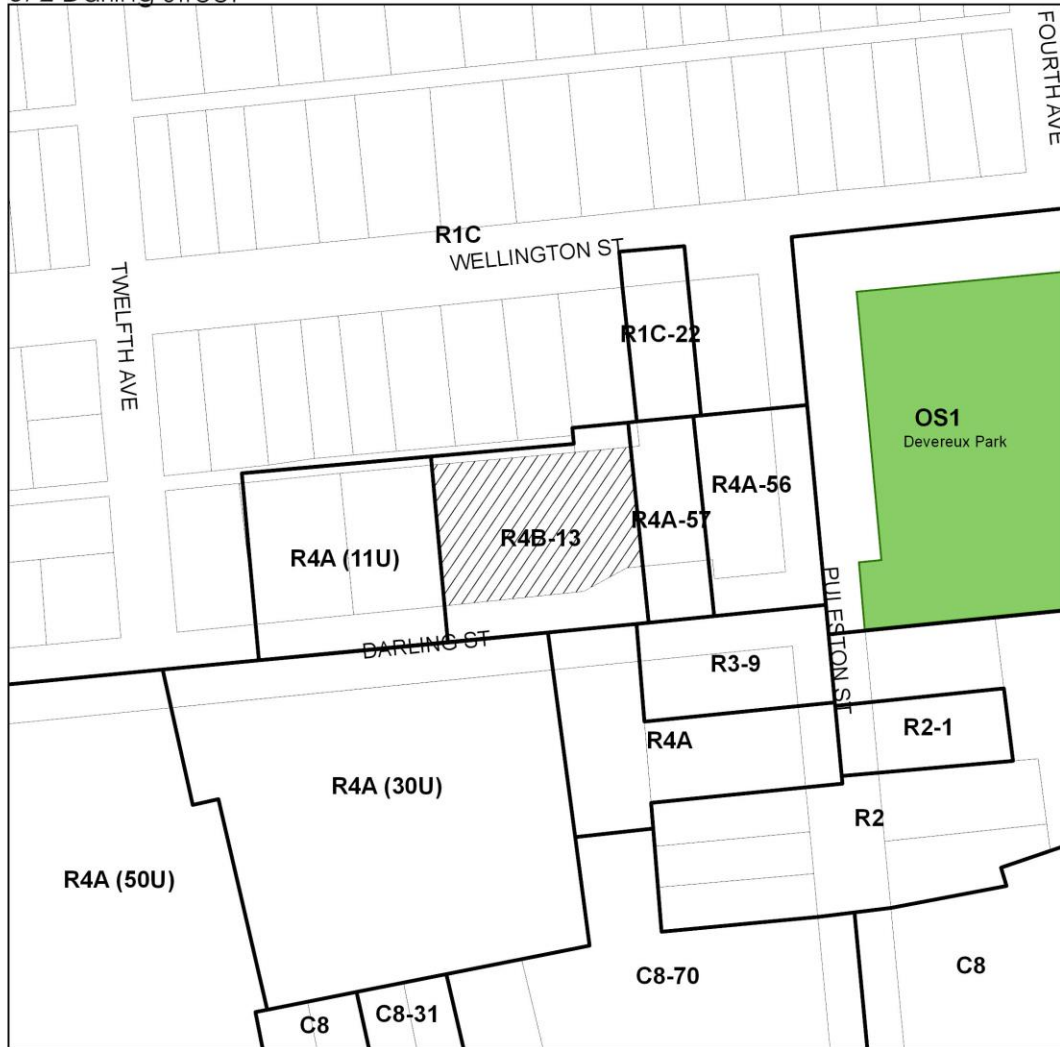 FOURTH AVE
R1C
WELLINGTON ST
TWELFTH AVE
R1C-22
OS1
Devereux Park
R4A-56
R4A-57
R4B-13
R4A (11U)
DARLING ST
PULESTON ST
R3-9
R2-1
R4A
R4A (30U)
R2
R4A (50U)
C8-70
C8
C8-31
C8